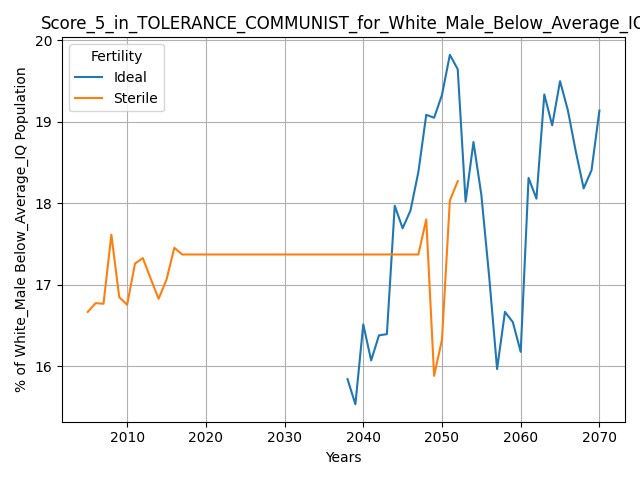 Score_5_in_TOLERANCE_COMMUNIST_for_White_Male_Below_Average_IQ
20
19
18
17
16
% of White_Male Below_Average_IQ Population
Fertility
Ideal
Sterile
2010
2020
2030
2040
2050
2060
2070
Years